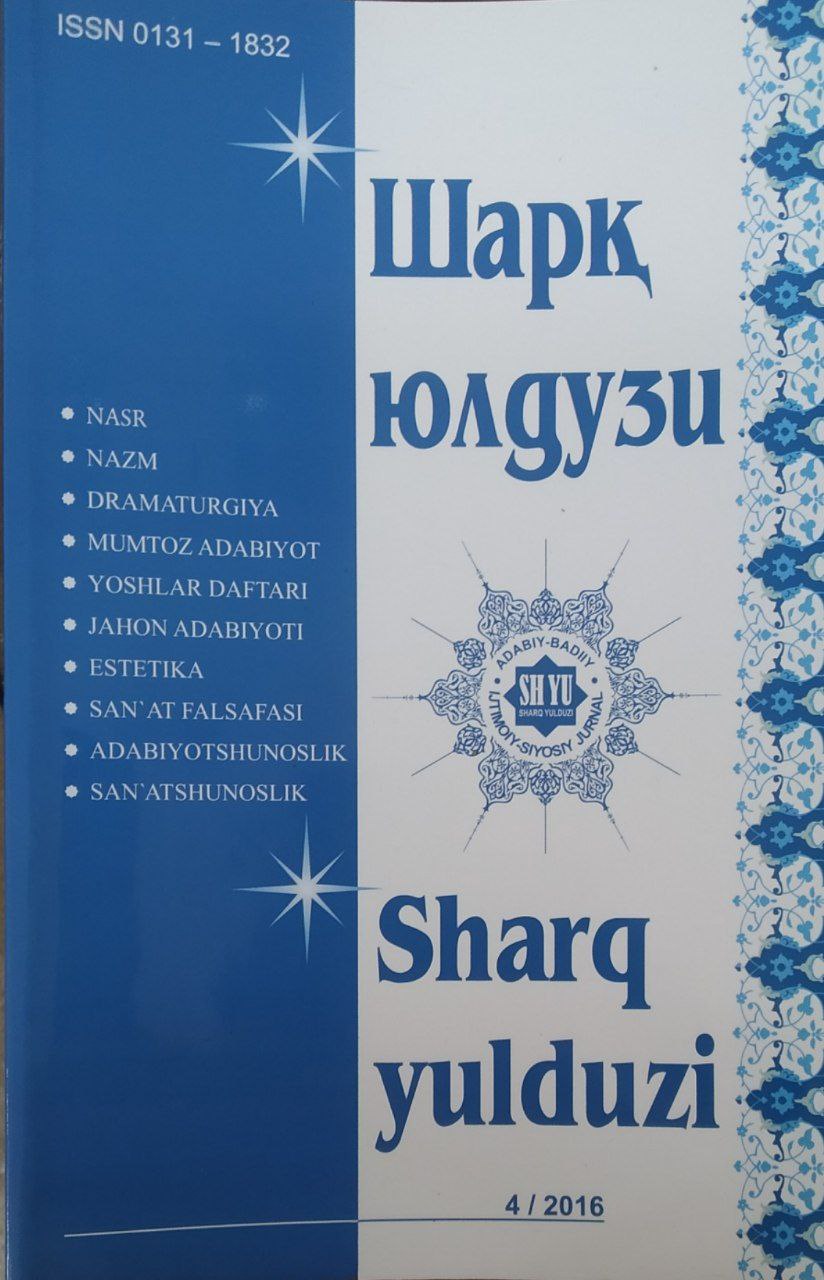 ISSN 0131 – 1832
Шарқ
юлдузи
NASR
NAZM
DRAMATURGIYA
MUMTOZ ADABIYOT
YOSHLAR DAFTARI
JAHON ADABIYOTI
ESTETIKA
SAN`AT FALSAFASI
ADABIYOTSHUNOSLIK
SAN`ATSHUNOSLIK
• ADABIY-BADIIY •
SH YU
SHARQ YULDUZI
IJTIMOIY-SIYOSIY JURNAL
Sharq
yulduzi
4 / 2016